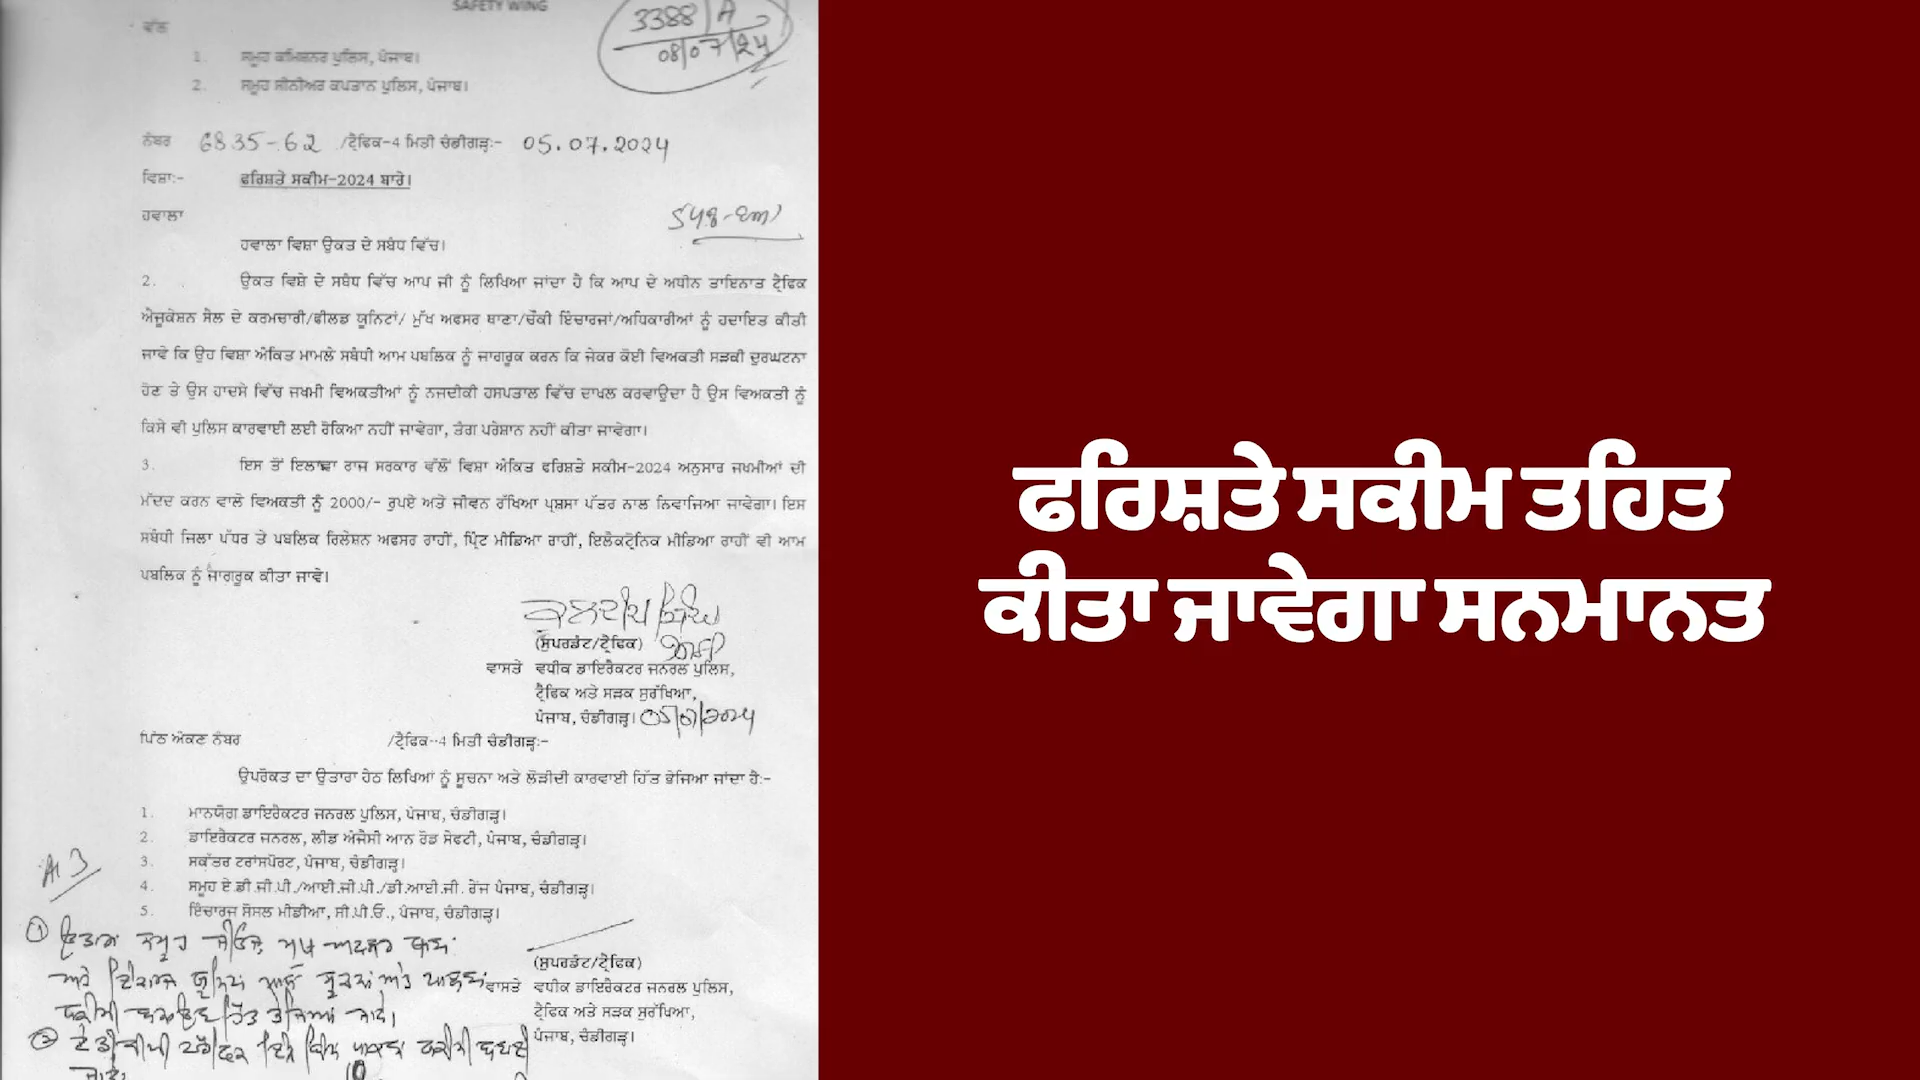 SAFETY WING
3388/A
08/07/24
ਵੱਲ
1. ਸਮੂਹ ਕਮਿਸ਼ਨਰ ਪੁਲਿਸ, ਪੰਜਾਬ।
2. ਸਮੂਹ ਸੀਨੀਅਰ ਕਪਤਾਨ ਪੁਲਿਸ, ਪੰਜਾਬ।
ਨੰਬਰ 6835-62 /ਟ੍ਰੈਫਿਕ-4 ਮਿਤੀ ਚੰਡੀਗੜ੍ਹ:- 05.07.2024
ਵਿਸ਼ਾ:- ਫਰਿਸ਼ਤੇ ਸਕੀਮ-2024 ਬਾਰੇ।
ਹਵਾਲਾ
ਹਵਾਲਾ ਵਿਸ਼ਾ ਉਕਤ ਦੇ ਸਬੰਧ ਵਿੱਚ।
2. ਉਕਤ ਵਿਸ਼ੇ ਦੇ ਸਬੰਧ ਵਿੱਚ ਆਪ ਜੀ ਨੂੰ ਲਿਖਿਆ ਜਾਂਦਾ ਹੈ ਕਿ ਆਪ ਦੇ ਅਧੀਨ ਤਾਇਨਾਤ ਟ੍ਰੈਫਿਕ
ਐਜੂਕੇਸ਼ਨ ਸੈਲ ਦੇ ਕਰਮਚਾਰੀ/ਫੀਲਡ ਯੂਨਿਟਾਂ/ ਮੁੱਖ ਅਫਸਰ ਥਾਣਾ/ਚੌਂਕੀ ਇੰਚਾਰਜਾਂ/ਅਧਿਕਾਰੀਆਂ ਨੂੰ ਹਦਾਇਤ ਕੀਤੀ
ਜਾਵੇ ਕਿ ਉਹ ਵਿਸ਼ਾ ਅੰਕਿਤ ਮਾਮਲੇ ਸਬੰਧੀ ਆਮ ਪਬਲਿਕ ਨੂੰ ਜਾਗਰੂਕ ਕਰਨ ਕਿ ਜੇਕਰ ਕੋਈ ਵਿਅਕਤੀ ਸੜਕੀ ਦੁਰਘਟਨਾ
ਹੋਣ ਤੇ ਉਸ ਹਾਦਸੇ ਵਿੱਚ ਜਖਮੀ ਵਿਅਕਤੀਆਂ ਨੂੰ ਨਜਦੀਕੀ ਹਸਪਤਾਲ ਵਿੱਚ ਦਾਖਲ ਕਰਵਾਉਂਦਾ ਹੈ ਉਸ ਵਿਅਕਤੀ ਨੂੰ
ਕਿਸੇ ਵੀ ਪੁਲਿਸ ਕਾਰਵਾਈ ਲਈ ਰੋਕਿਆ ਨਹੀਂ ਜਾਵੇਗਾ, ਤੰਗ ਪਰੇਸ਼ਾਨ ਨਹੀਂ ਕੀਤਾ ਜਾਵੇਗਾ।
3. ਇਸ ਤੋਂ ਇਲਾਵਾ ਰਾਜ ਸਰਕਾਰ ਵੱਲੋਂ ਵਿਸ਼ਾ ਅੰਕਿਤ ਫਰਿਸ਼ਤੇ ਸਕੀਮ-2024 ਅਨੁਸਾਰ ਜਖਮੀਆਂ ਦੀ
ਮੱਦਦ ਕਰਨ ਵਾਲੇ ਵਿਅਕਤੀ ਨੂੰ 2000/- ਰੁਪਏ ਅਤੇ ਜੀਵਨ ਰੱਖਿਆ ਪ੍ਰਸ਼ੰਸਾ ਪੱਤਰ ਨਾਲ ਨਿਵਾਜਿਆ ਜਾਵੇਗਾ। ਇਸ
ਸਬੰਧੀ ਜਿਲਾ ਪੱਧਰ ਤੇ ਪਬਲਿਕ ਰਿਲੇਸ਼ਨ ਅਫਸਰ ਰਾਹੀਂ, ਪ੍ਰਿੰਟ ਮੀਡਿਆ ਰਾਹੀਂ, ਇਲੈਕਟ੍ਰੋਨਿਕ ਮੀਡਿਆ ਰਾਹੀਂ ਵੀ ਆਮ
ਪਬਲਿਕ ਨੂੰ ਜਾਗਰੂਕ ਕੀਤਾ ਜਾਵੇ।
(ਸੁਪਰਡੰਟ/ਟ੍ਰੈਫਿਕ)
ਵਾਸਤੇ ਵਧੀਕ ਡਾਇਰੈਕਟਰ ਜਨਰਲ ਪੁਲਿਸ,
ਟ੍ਰੈਫਿਕ ਅਤੇ ਸੜਕ ਸੁਰੱਖਿਆ,
ਪੰਜਾਬ, ਚੰਡੀਗੜ੍ਹ। 05/07/2024
ਪਿੱਠ ਅੰਕਣ ਨੰਬਰ /ਟ੍ਰੈਫਿਕ-4 ਮਿਤੀ ਚੰਡੀਗੜ੍ਹ:-
ਉਪਰੋਕਤ ਦਾ ਉਤਾਰਾ ਹੇਠ ਲਿਖਿਆਂ ਨੂੰ ਸੂਚਨਾ ਅਤੇ ਲੋੜੀਂਦੀ ਕਾਰਵਾਈ ਹਿੱਤ ਭੇਜਿਆ ਜਾਂਦਾ ਹੈ:-
1. ਮਾਨਯੋਗ ਡਾਇਰੈਕਟਰ ਜਨਰਲ ਪੁਲਿਸ, ਪੰਜਾਬ, ਚੰਡੀਗੜ੍ਹ।
2. ਡਾਇਰੈਕਟਰ ਜਨਰਲ, ਲੀਡ ਅੰਜੈਸੀ ਆਨ ਰੋਡ ਸੇਫਟੀ, ਪੰਜਾਬ, ਚੰਡੀਗੜ੍ਹ।
3. ਸਕੱਤਰ ਟਰਾਂਸਪੋਰਟ, ਪੰਜਾਬ, ਚੰਡੀਗੜ੍ਹ।
4. ਸਮੂਹ ਏ.ਡੀ.ਜੀ.ਪੀ./ਆਈ.ਜੀ.ਪੀ./ਡੀ.ਆਈ.ਜੀ. ਰੇਂਜ ਪੰਜਾਬ, ਚੰਡੀਗੜ੍ਹ।
5. ਇੰਚਾਰਜ ਸੋਸਲ ਮੀਡੀਆ, ਸੀ.ਪੀ.ਓ., ਪੰਜਾਬ, ਚੰਡੀਗੜ੍ਹ।
(ਸੁਪਰਡੰਟ/ਟ੍ਰੈਫਿਕ)
ਵਾਸਤੇ ਵਧੀਕ ਡਾਇਰੈਕਟਰ ਜਨਰਲ ਪੁਲਿਸ,
ਟ੍ਰੈਫਿਕ ਅਤੇ ਸੜਕ ਸੁਰੱਖਿਆ,
ਪੰਜਾਬ, ਚੰਡੀਗੜ੍ਹ।
ਫਰਿਸ਼ਤੇ ਸਕੀਮ ਤਹਿਤ
ਕੀਤਾ ਜਾਵੇਗਾ ਸਨਮਾਨਤ